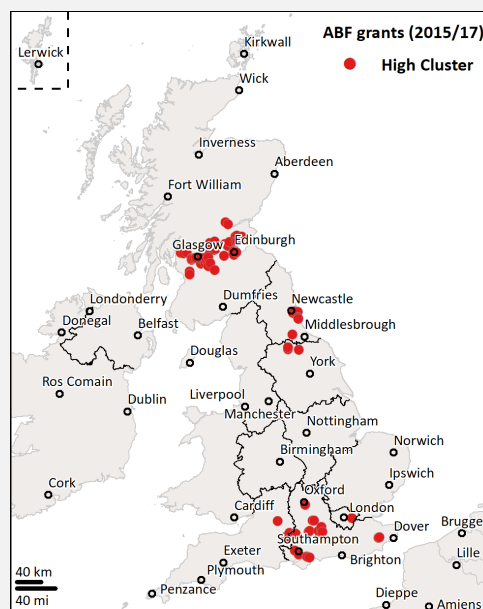 ABF grants (2015/17)
High Cluster
Lerwick
Kirkwall
Wick
Inverness
Aberdeen
Fort William
Glasgow
Edinburgh
Dumfries
Newcastle
Londonderry
Donegal
Belfast
Middlesbrough
Douglas
York
Ros Comain
Dublin
Liverpool
Manchester
Nottingham
Norwich
Birmingham
Ipswich
Cork
Oxford
Cardiff
London
Dover
Brugge
Southampton
Exeter
Brighton
Lille
Plymouth
40 km
40 mi
Penzance
Dieppe
Amiens